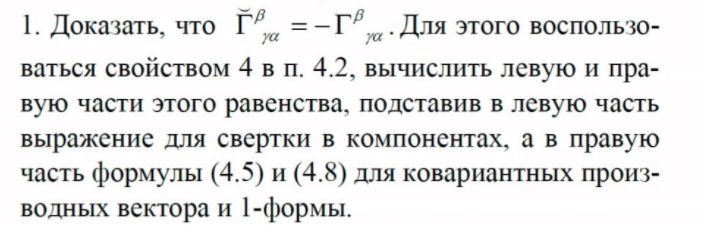 1. Доказать, что Γ̆^β_γα = −Γ^β_γα. Для этого воспользо-
ваться свойством 4 в п. 4.2, вычислить левую и пра-
вую части этого равенства, подставив в левую часть
выражение для свертки в компонентах, а в правую
часть формулы (4.5) и (4.8) для ковариантных произ-
водных вектора и 1-формы.